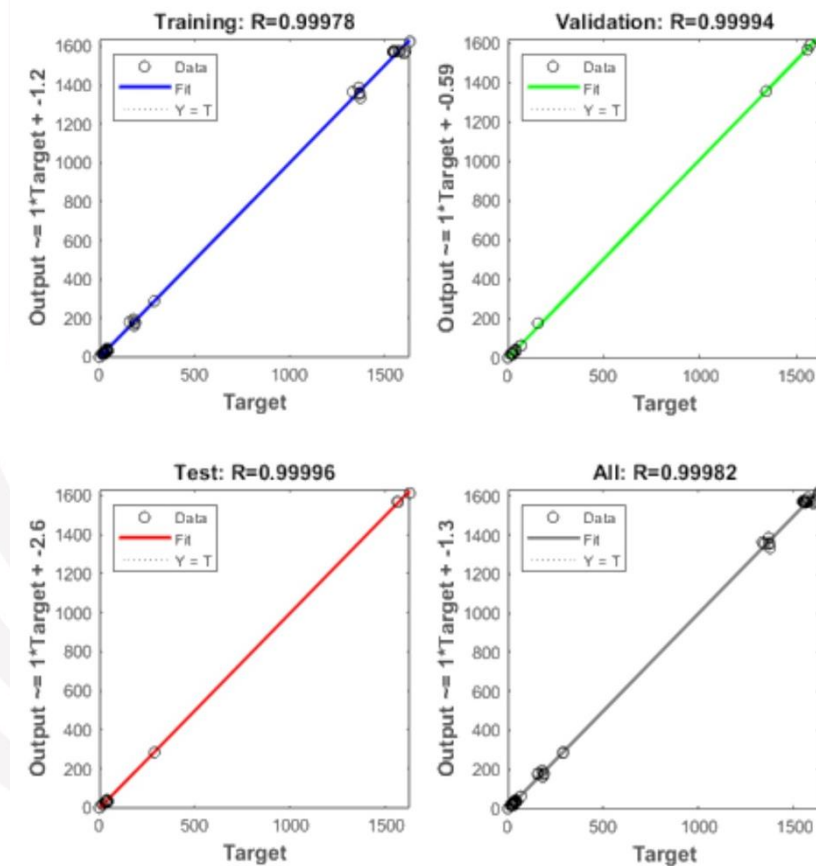 Training: R=0.99978
Output ~= 1*Target + -1.2
1600
1400
1200
1000
800
600
400
200
0
Data
Fit
Y = T
0 500 1000 1500
Target
Validation: R=0.99994
Output ~= 1*Target + -0.59
1600
1400
1200
1000
800
600
400
200
0
Data
Fit
Y = T
0 500 1000 1500
Target
Test: R=0.99996
Output ~= 1*Target + -2.6
1600
1400
1200
1000
800
600
400
200
0
Data
Fit
Y = T
0 500 1000 1500
Target
All: R=0.99982
Output ~= 1*Target + -1.3
1600
1400
1200
1000
800
600
400
200
0
Data
Fit
Y = T
0 500 1000 1500
Target